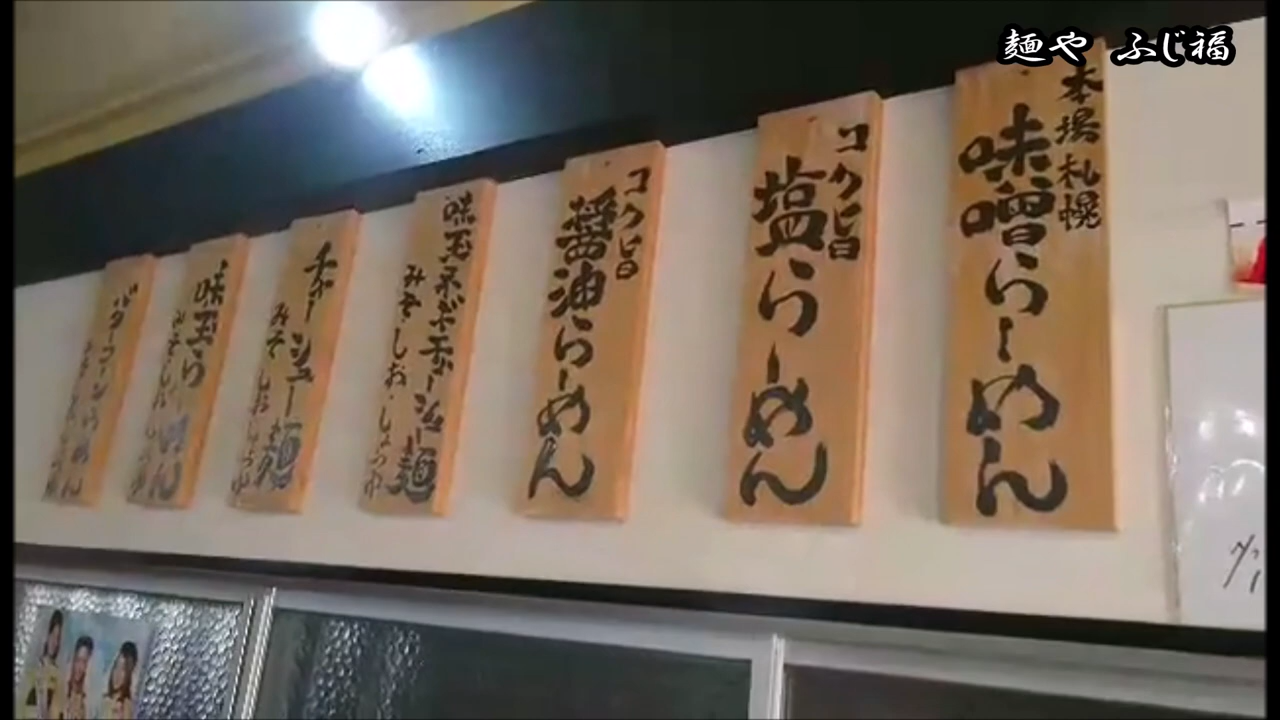 麺や ふじ福
本場札幌
味噌らーめん
コク旨
塩らーめん
コク旨
醤油らーめん
味玉ネギチャーシュー麺
みそ・しお・しょうゆ
チャーシュー麺
みそ しお しょうゆ
味玉らーめん
バターコーンらーめん